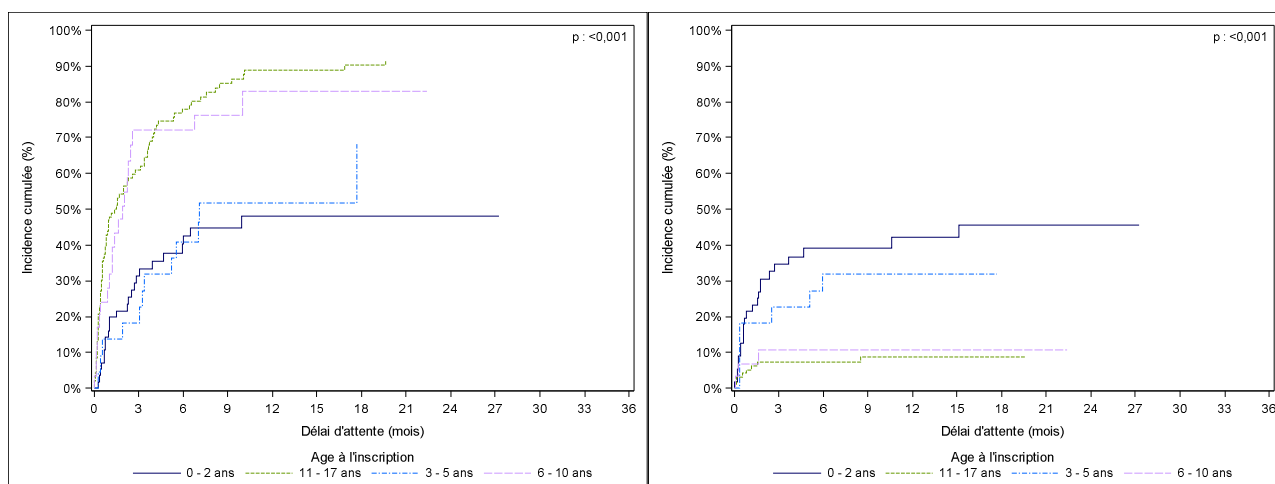 100%
90%
80%
70%
60%
50%
40%
30%
20%
10%
0%
Incidence cumulée (%)
p : <0,001
0 3 6 9 12 15 18 21 24 27 30 33 36
Délai d'attente (mois)
Age à l'inscription
0 - 2 ans 11 - 17 ans 3 - 5 ans 6 - 10 ans
100%
90%
80%
70%
60%
50%
40%
30%
20%
10%
0%
Incidence cumulée (%)
p : <0,001
0 3 6 9 12 15 18 21 24 27 30 33 36
Délai d'attente (mois)
Age à l'inscription
0 - 2 ans 11 - 17 ans 3 - 5 ans 6 - 10 ans